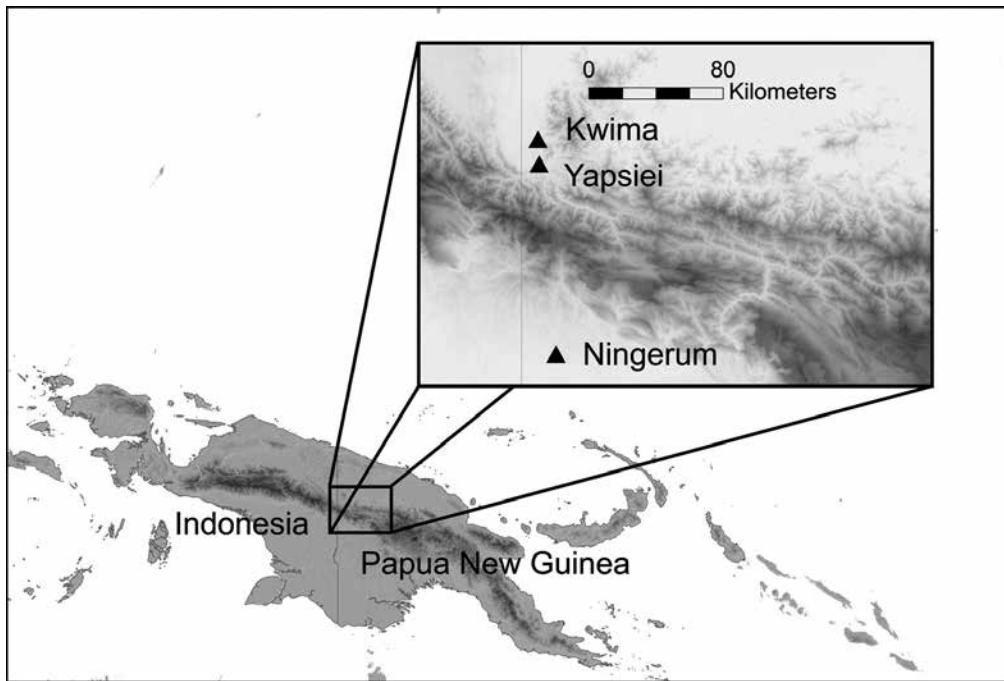 0 80
Kilometers
Kwima
Yapsiei
Ningerum
Indonesia
Papua New Guinea